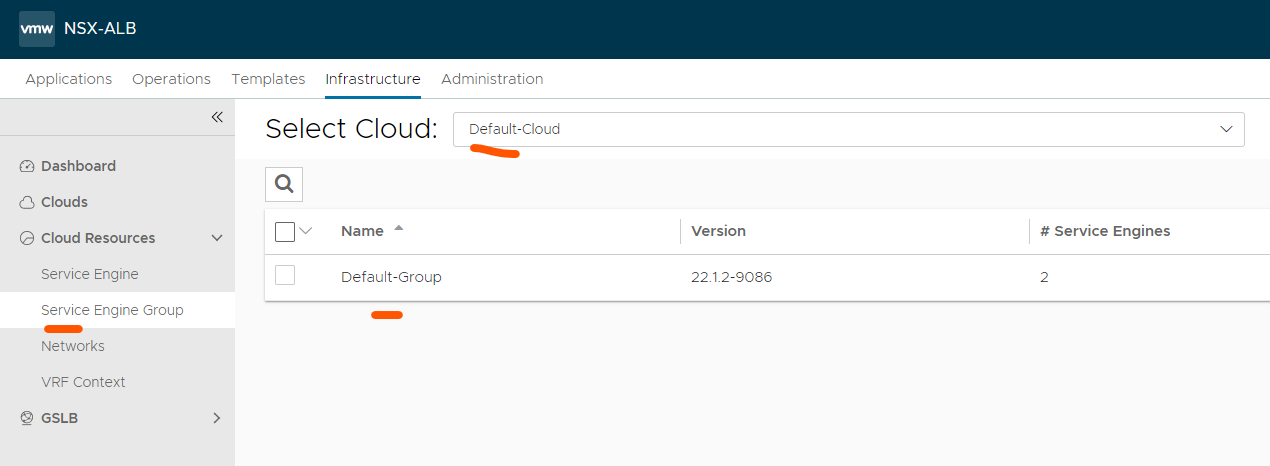 vmw NSX-ALB
Applications Operations Templates Infrastructure Administration
Select Cloud: Default-Cloud
Dashboard
Clouds
Cloud Resources
Service Engine
Service Engine Group
Networks
VRF Context
GSLB
Name Version # Service Engines
Default-Group 22.1.2-9086 2